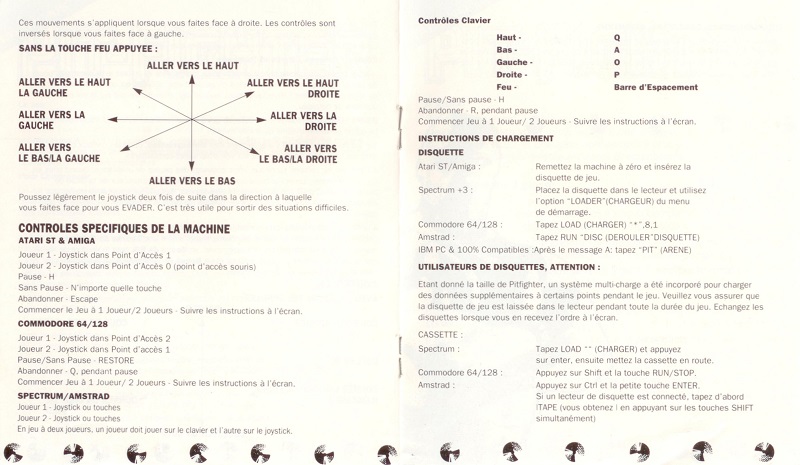 Ces mouvements s'appliquent lorsque vous faites face à droite. Les contrôles sont
inversés lorsque vous faites face à gauche.
SANS LA TOUCHE FEU APPUYEE :
ALLER VERS LE HAUT
ALLER VERS LE HAUT
LA GAUCHE
ALLER VERS LE HAUT
DROITE
ALLER VERS LA
GAUCHE
ALLER VERS LA
DROITE
ALLER VERS
LE BAS/LA GAUCHE
ALLER VERS
LE BAS/LA DROITE
ALLER VERS LE BAS
Poussez légèrement le joystick deux fois de suite dans la direction à laquelle
vous faites face pour vous EVADER. C'est très utile pour sortir des situations difficiles.
CONTROLES SPECIFIQUES DE LA MACHINE
ATARI ST & AMIGA
Joueur 1 - Joystick dans Point d'Accès 1
Joueur 2 - Joystick dans Point d'Accès 0 (point d'accès souris)
Pause - H
Sans Pause - N'importe quelle touche
Abandonner - Escape
Commencer le Jeu à 1 Joueur/2 Joueurs - Suivre les instructions à l'écran.
COMMODORE 64/128
Joueur 1 - Joystick dans Point d'Accès 2
Joueur 2 - Joystick dans Point d'accès 1
Pause/Sans Pause - RESTORE
Abandonner - Q, pendant pause
Commencer Jeu à 1 Joueur/ 2 Joueurs - Suivre les instructions à l'écran.
SPECTRUM/AMSTRAD
Joueur 1 - Joystick ou touches
Joueur 2 - Joystick ou touches
En jeu à deux joueurs, un joueur doit jouer sur le clavier et l'autre sur le joystick.
Contrôles Clavier
Haut - Q
Bas - A
Gauche - O
Droite - P
Feu - Barre d'Espacement
Pause/Sans pause - H
Abandonner - R, pendant pause
Commencer Jeu à 1 Joueur/ 2 Joueurs - Suivre les instructions à l'écran.
INSTRUCTIONS DE CHARGEMENT
DISQUETTE
Atari ST/Amiga : Remettez la machine à zéro et insérez la
disquette de jeu.
Spectrum +3 : Placez la disquette dans le lecteur et utilisez
l'option "LOADER"(CHARGEUR) du menu
de démarrage.
Commodore 64/128 : Tapez LOAD (CHARGER) "*",8,1
Amstrad : Tapez RUN "DISC (DEROULER"DISQUETTE)
IBM PC & 100% Compatibles :Après le message A: tapez "PIT" (ARENE)
UTILISATEURS DE DISQUETTES, ATTENTION :
Etant donné la taille de Pitfighter, un système multi-charge a été incorporé pour charger
des données supplémentaires à certains points pendant le jeu. Veuillez vous assurer que
la disquette de jeu est laissée dans le lecteur pendant toute la durée du jeu. Echangez les
disquettes lorsque vous en recevez l'ordre à l'écran.
CASSETTE :
Spectrum : Tapez LOAD "" (CHARGER) et appuyez
sur enter, ensuite mettez la cassette en route.
Commodore 64/128 : Appuyez sur Shift et la touche RUN/STOP.
Amstrad : Appuyez sur Ctrl et la petite touche ENTER.
Si un lecteur de disquette est connecté, tapez d'abord
|TAPE (vous obtenez | en appuyant sur les touches SHIFT
simultanément)